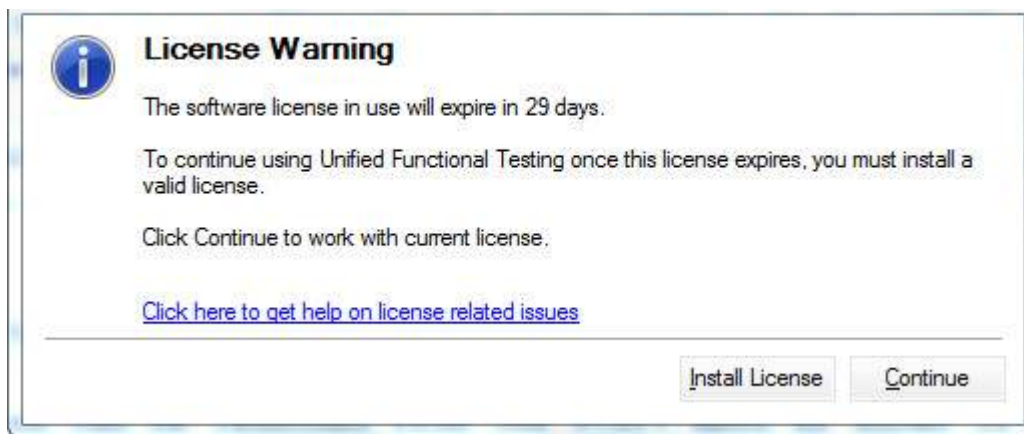 License Warning
The software license in use will expire in 29 days.
To continue using Unified Functional Testing once this license expires, you must install a
valid license.
Click Continue to work with current license.
Click here to get help on license related issues
Install License Continue